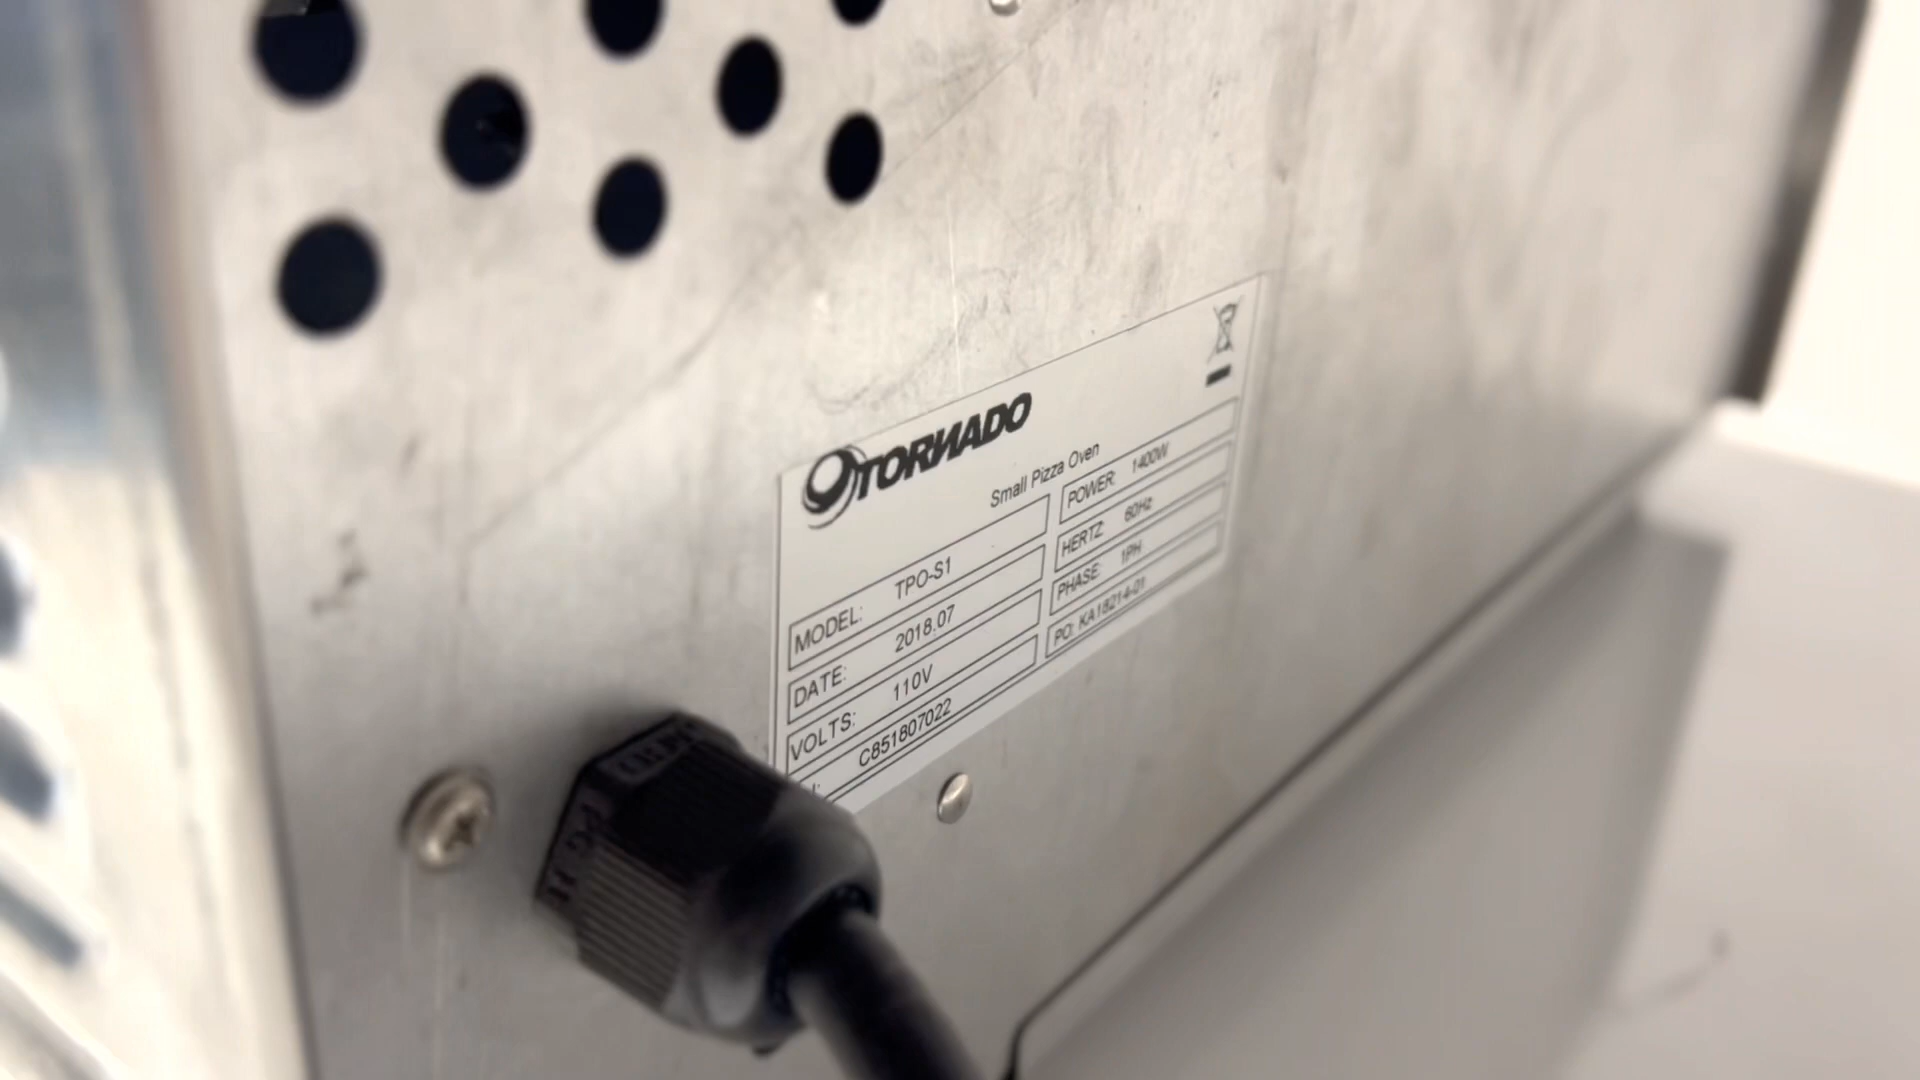 TORNADO
Small Pizza Oven
MODEL: TPO-S1
POWER: 1400W
DATE: 2018.07
HERTZ: 60Hz
VOLTS: 110V
PHASE: 1PH
C851807022
PO: KA18214-01